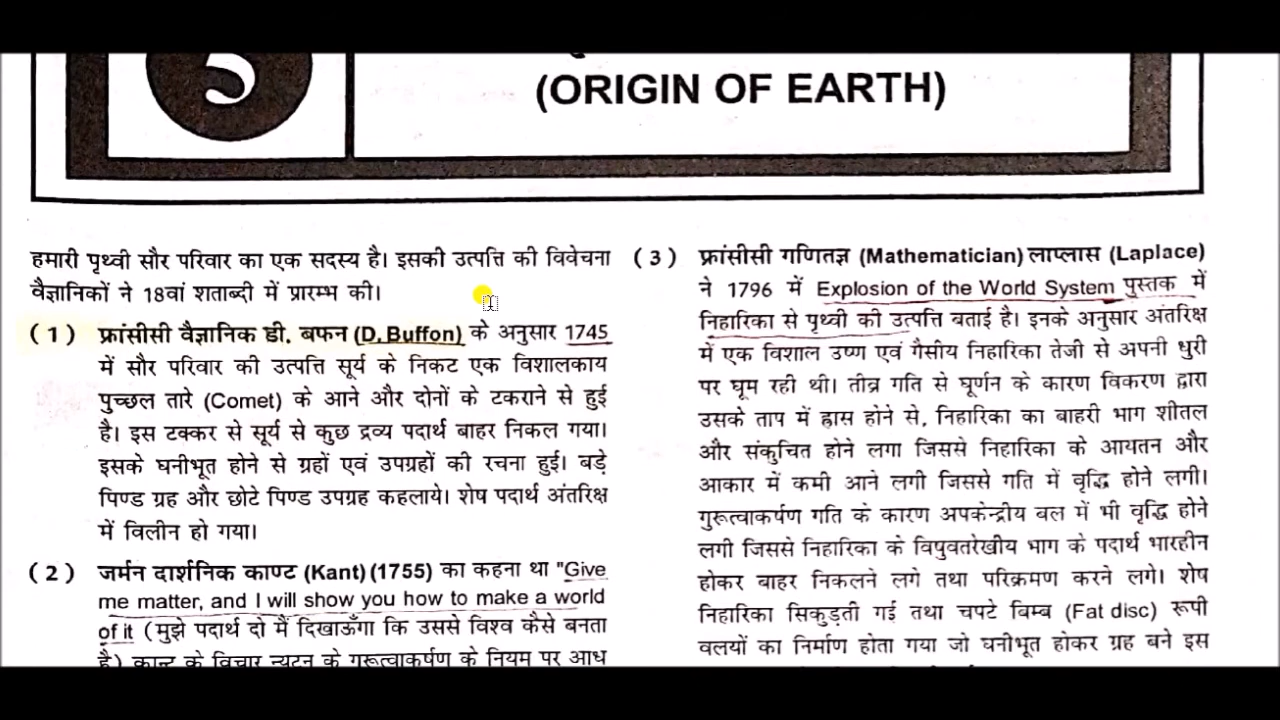 (ORIGIN OF EARTH)
हमारी पृथ्वी सौर परिवार का एक सदस्य है। इसकी उत्पत्ति की विवेचना
वैज्ञानिकों ने 18वां शताब्दी में प्रारम्भ की।
(1) फ्रांसीसी वैज्ञानिक डी. बफन (D. Buffon) के अनुसार 1745
में सौर परिवार की उत्पत्ति सूर्य के निकट एक विशालकाय
पुच्छल तारे (Comet) के आने और दोनों के टकराने से हुई
है। इस टक्कर से सूर्य से कुछ द्रव्य पदार्थ बाहर निकल गया।
इसके घनीभूत होने से ग्रहों एवं उपग्रहों की रचना हुई। बड़े
पिण्ड ग्रह और छोटे पिण्ड उपग्रह कहलाये। शेष पदार्थ अंतरिक्ष
में विलीन हो गया।
(2) जर्मन दार्शनिक काण्ट (Kant) (1755) का कहना था "Give
me matter, and I will show you how to make a world
of it (मुझे पदार्थ दो मैं दिखाऊँगा कि उससे विश्व कैसे बनता
है) कान्ट के विचार न्यूटन के गुरूत्वाकर्षण के नियम पर आध
(3) फ्रांसीसी गणितज्ञ (Mathematician) लाप्लास (Laplace)
ने 1796 में Explosion of the World System पुस्तक में
निहारिका से पृथ्वी की उत्पत्ति बताई है। इनके अनुसार अंतरिक्ष
में एक विशाल उष्ण एवं गैसीय निहारिका तेजी से अपनी धुरी
पर घूम रही थी। तीव्र गति से घूर्णन के कारण विकरण द्वारा
उसके ताप में ह्रास होने से, निहारिका का बाहरी भाग शीतल
और संकुचित होने लगा जिससे निहारिका के आयतन और
आकार में कमी आने लगी जिससे गति में वृद्धि होने लगी।
गुरूत्वाकर्षण गति के कारण अपकेन्द्रीय बल में भी वृद्धि होने
लगी जिससे निहारिका के विषुवतरेखीय भाग के पदार्थ भारहीन
होकर बाहर निकलने लगे तथा परिक्रमण करने लगे। शेष
निहारिका सिकुड़ती गई तथा चपटे बिम्ब (Fat disc) रूपी
वलयों का निर्माण होता गया जो घनीभूत होकर ग्रह बने इस